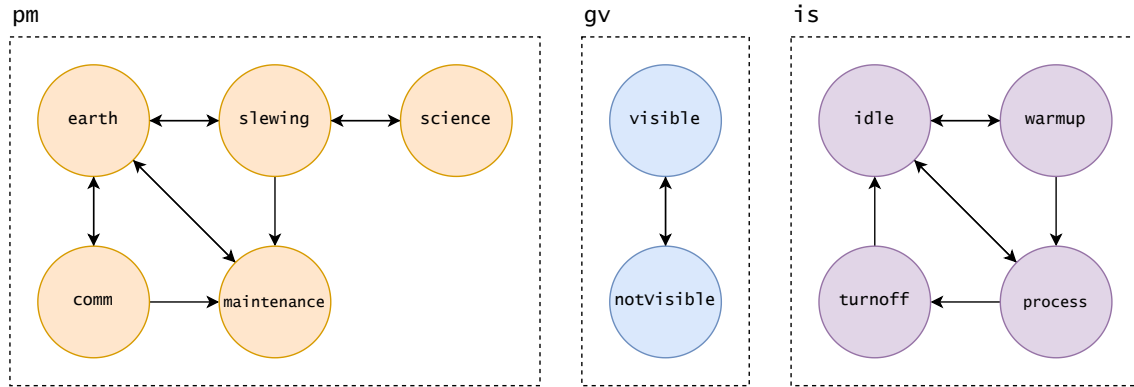 pm
gv
is
earth
slewing
science
visible
idle
warmup
comm
maintenance
notVisible
turnoff
process